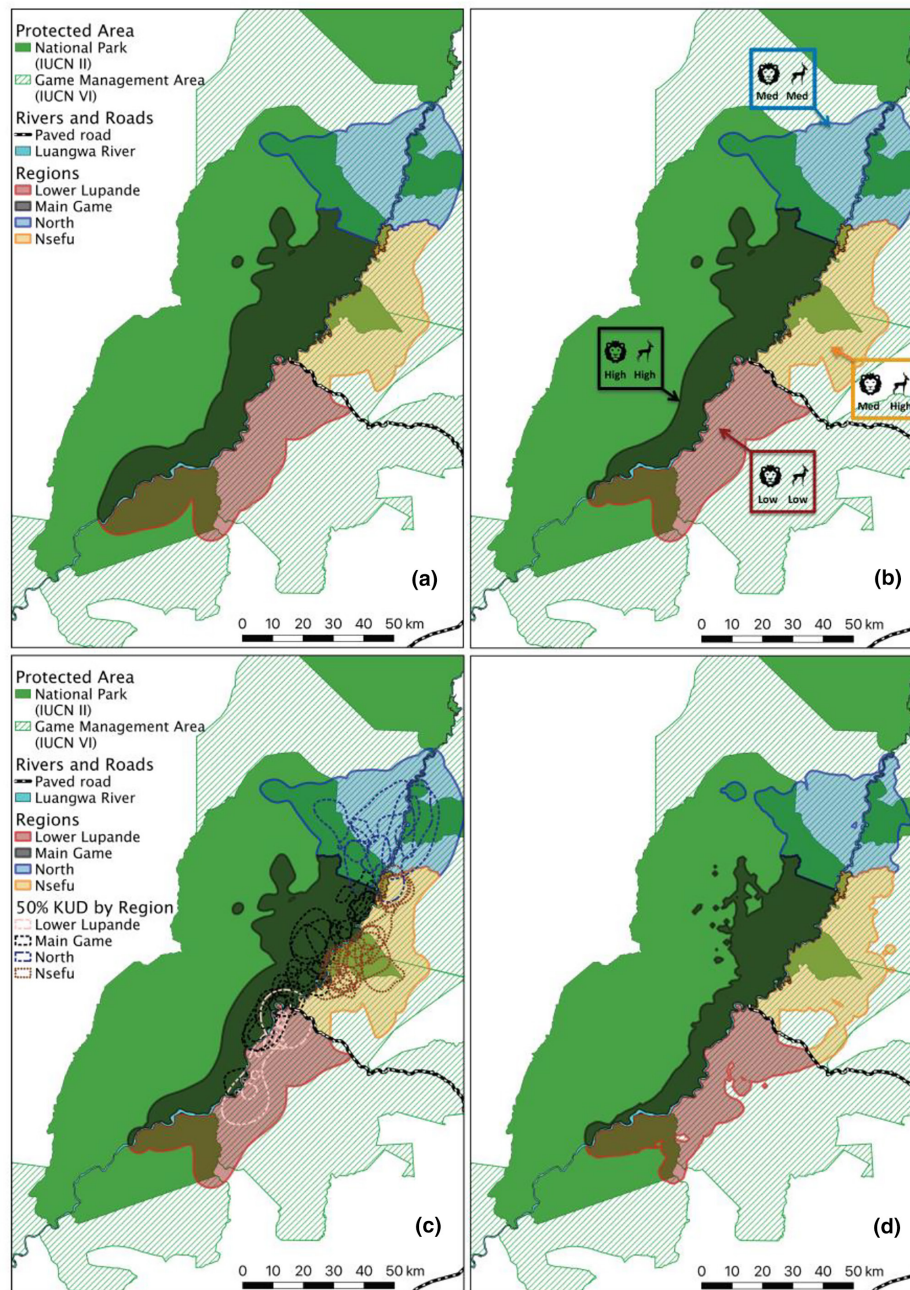 Protected Area
National Park
(IUCN II)
Game Management Area
(IUCN VI)
Rivers and Roads
Paved road
Luangwa River
Regions
Lower Lupande
Main Game
North
Nsefu
(a)
0 10 20 30 40 50 km
Med Med
High High
Med High
Low Low
(b)
0 10 20 30 40 50 km
Protected Area
National Park
(IUCN II)
Game Management Area
(IUCN VI)
Rivers and Roads
Paved road
Luangwa River
Regions
Lower Lupande
Main Game
North
Nsefu
50% KUD by Region
Lower Lupande
Main Game
North
Nsefu
(c)
0 10 20 30 40 50 km
(d)
0 10 20 30 40 50 km